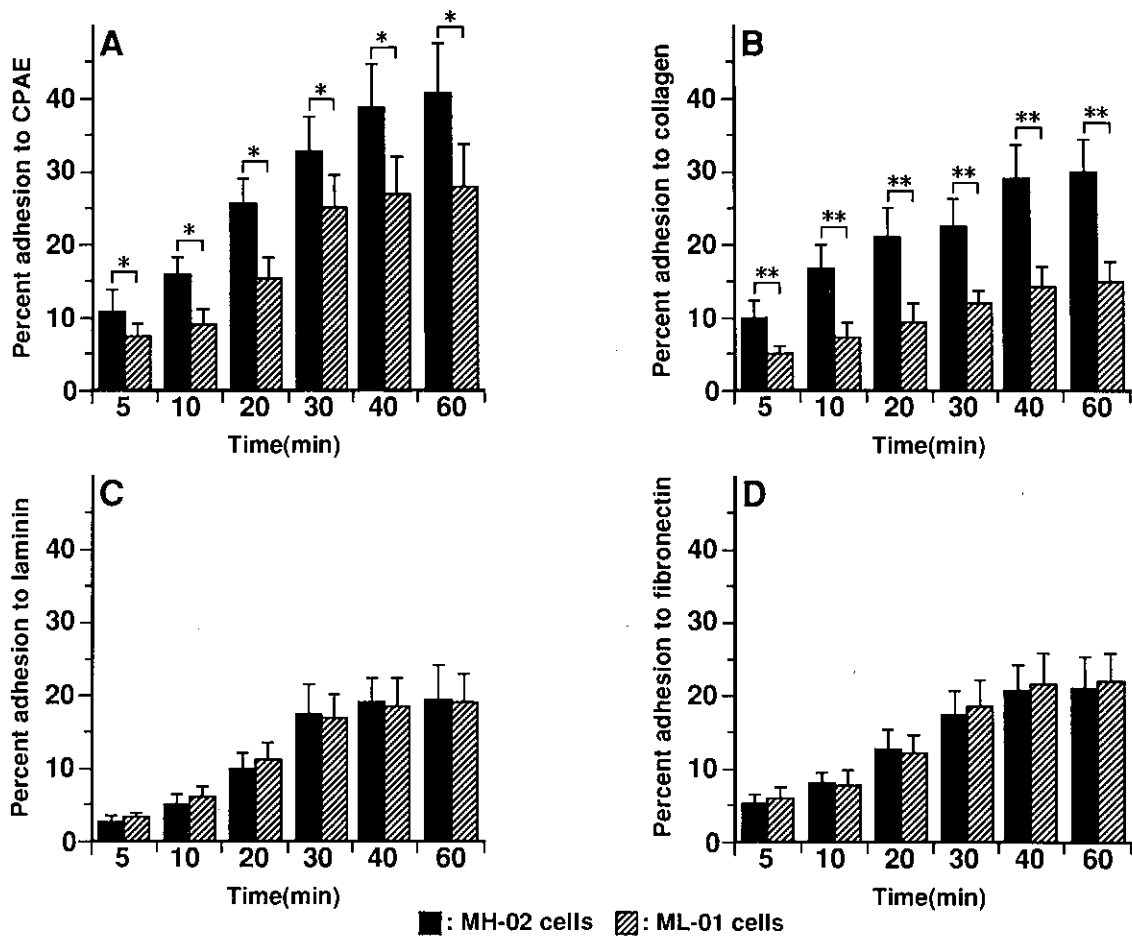 A
Percent adhesion to CPAE
40
30
20
10
0
* * * * * *
5 10 20 30 40 60
Time(min)
B
Percent adhesion to collagen
40
30
20
10
0
** ** ** ** ** **
5 10 20 30 40 60
Time(min)
C
Percent adhesion to laminin
40
30
20
10
0
5 10 20 30 40 60
Time(min)
D
Percent adhesion to fibronectin
40
30
20
10
0
5 10 20 30 40 60
Time(min)
: MH-02 cells : ML-01 cells